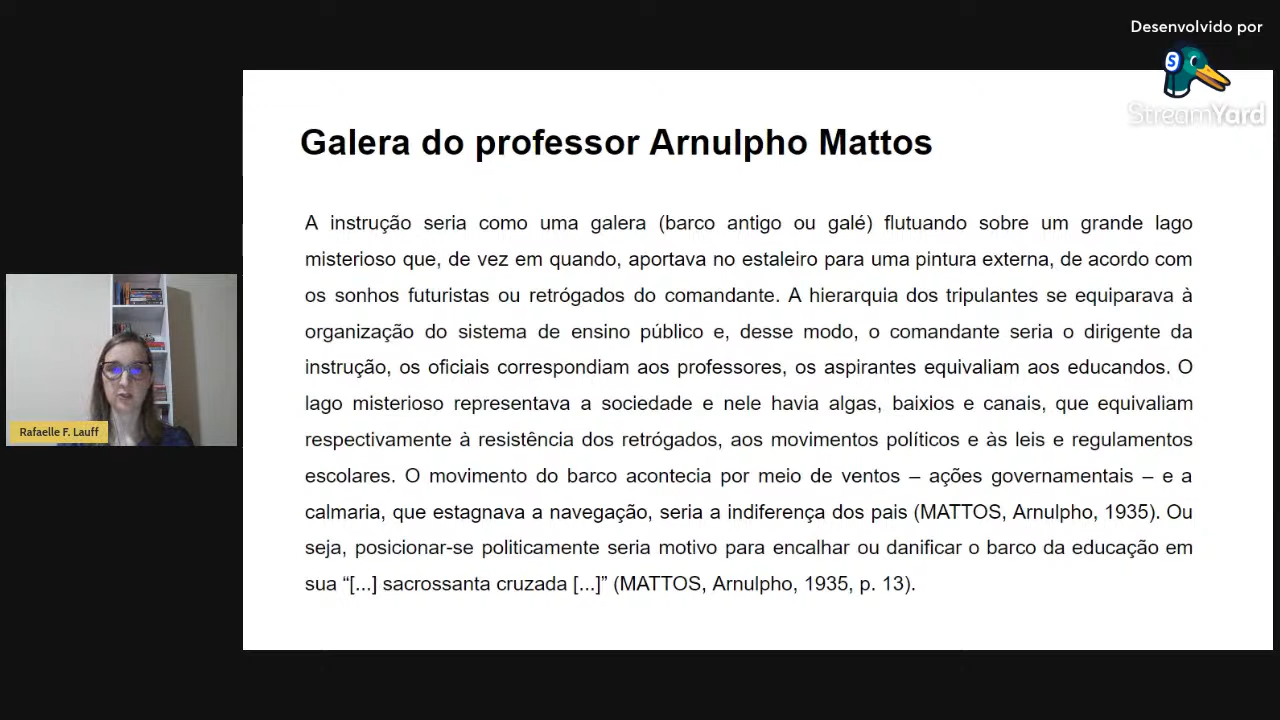 Desenvolvido por
StreamYard
Galera do professor Arnulpho Mattos
A instrução seria como uma galera (barco antigo ou galé) flutuando sobre um grande lago
misterioso que, de vez em quando, aportava no estaleiro para uma pintura externa, de acordo com
os sonhos futuristas ou retrógados do comandante. A hierarquia dos tripulantes se equiparava à
organização do sistema de ensino público e, desse modo, o comandante seria o dirigente da
instrução, os oficiais correspondiam aos professores, os aspirantes equivaliam aos educandos. O
lago misterioso representava a sociedade e nele havia algas, baixios e canais, que equivaliam
respectivamente à resistência dos retrógados, aos movimentos políticos e às leis e regulamentos
escolares. O movimento do barco acontecia por meio de ventos – ações governamentais – e a
calmaria, que estagnava a navegação, seria a indiferença dos pais (MATTOS, Arnulpho, 1935). Ou
seja, posicionar-se politicamente seria motivo para encalhar ou danificar o barco da educação em
sua “[...] sacrossanta cruzada [...]” (MATTOS, Arnulpho, 1935, p. 13).
Rafaelle F. Lauff